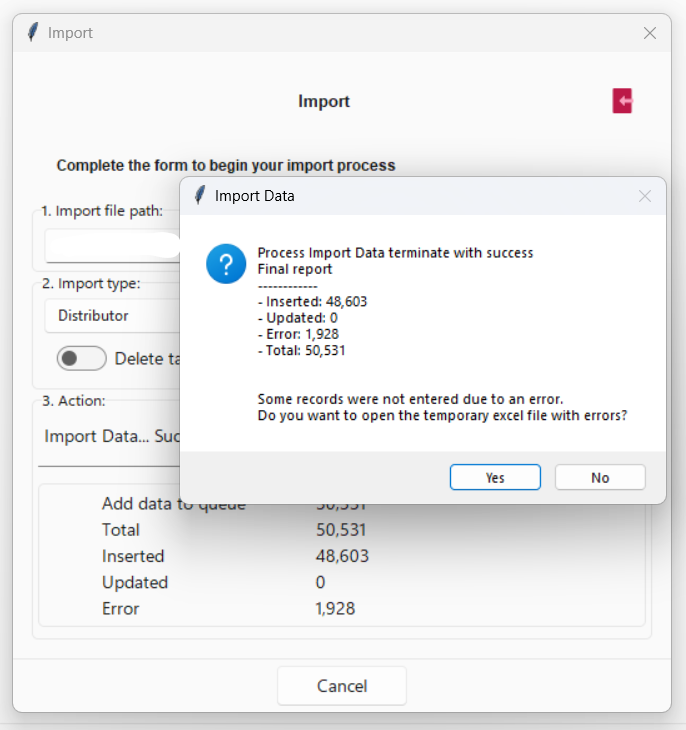 Import
Import
Complete the form to begin your import process
1. Import file path:
2. Import type:
Distributor
Delete
3. Action:
Import Data...
Import Data
Process Import Data terminate with success
Final report
------------
- Inserted: 48,603
- Updated: 0
- Error: 1,928
- Total: 50,531
Some records were not entered due to an error.
Do you want to open the temporary excel file with errors?
Yes No
Add data to queue 50,531
Total 50,531
Inserted 48,603
Updated 0
Error 1,928
Cancel